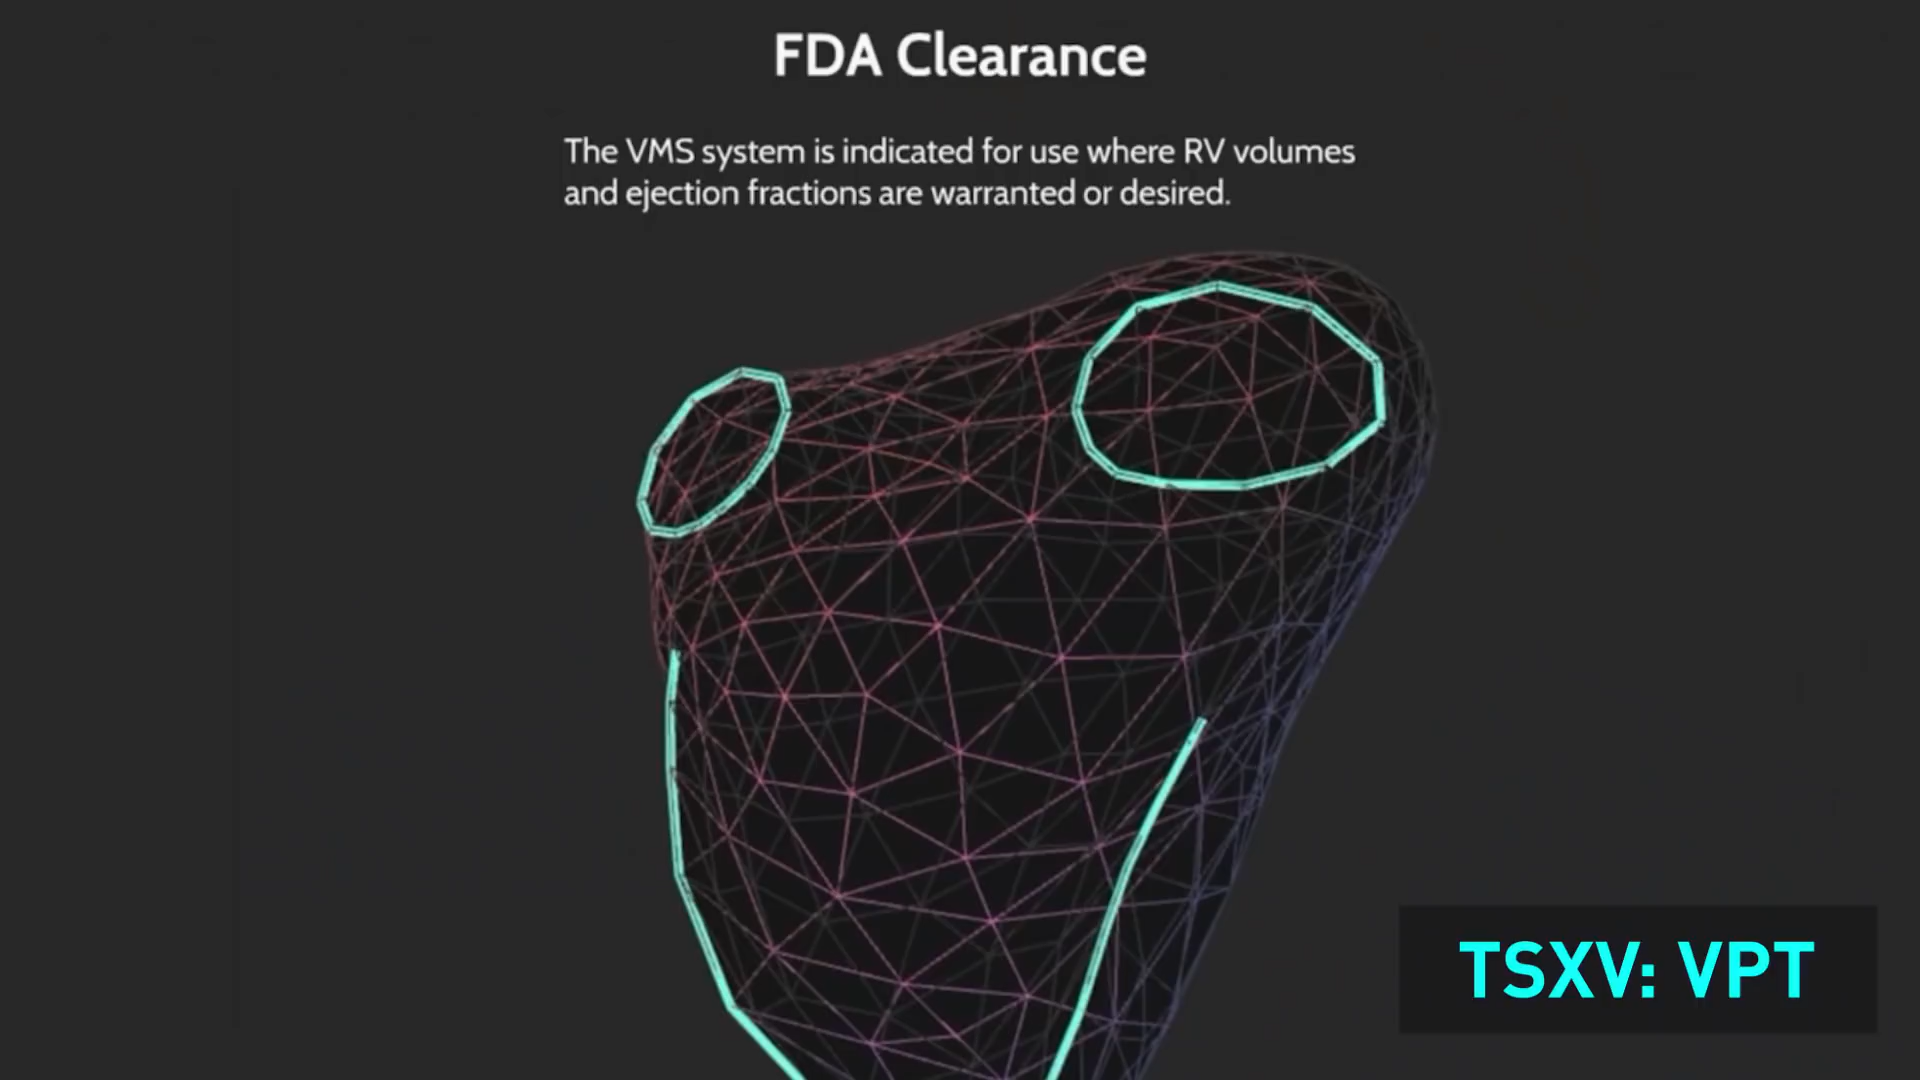 FDA Clearance
The VMS system is indicated for use where RV volumes
and ejection fractions are warranted or desired.
TSXV: VPT